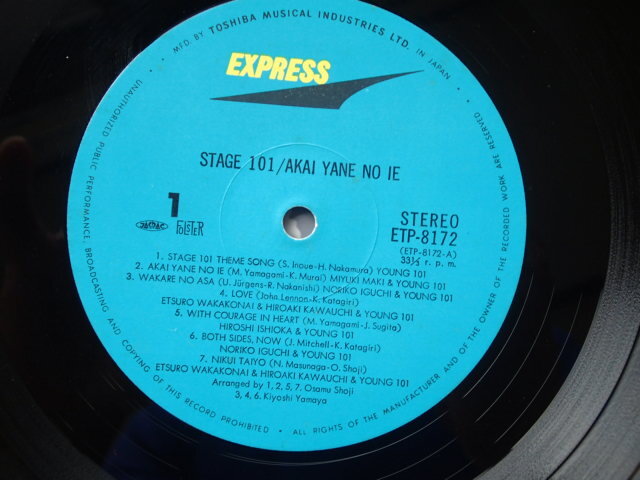 MFD. BY TOSHIBA MUSICAL INDUSTRIES LTD. IN JAPAN
EXPRESS
STAGE 101/AKAI YANE NO IE
1
POLSTER
STEREO
ETP-8172
(ETP-8172-A)
33⅓ r. p. m.
1. STAGE 101 THEME SONG (S. Inoue-H. Nakamura) YOUNG 101
2. AKAI YANE NO IE (M. Yamagami-K. Murai) MIYUKI MAKI & YOUNG 101
3. WAKARE NO ASA (U. Jürgens-R. Nakanishi) NORIKO IGUCHI & YOUNG 101
4. LOVE (John Lennon-K. Katagiri)
ETSURO WAKAKONAI & HIROAKI KAWAUCHI & YOUNG 101
5. WITH COURAGE IN HEART (M. Yamagami-J. Sugita)
HIROSHI ISHIOKA & YOUNG 101
6. BOTH SIDES, NOW (J. Mitchell-K. Katagiri)
NORIKO IGUCHI & YOUNG 101
7. NIKUI TAIYO (N. Masunaga-O. Shoji)
ETSURO WAKAKONAI & HIROAKI KAWAUCHI & YOUNG 101
Arranged by 1, 2, 5, 7. Osamu Shoji
3, 4, 6. Kiyoshi Yamaya
UNAUTHORIZED PUBLIC PERFORMANCE, BROADCASTING AND COPYING OF THIS RECORD PROHIBITED • ALL RIGHTS OF THE MANUFACTURER AND OF THE OWNER OF THE RECORDED WORK ARE RESERVED